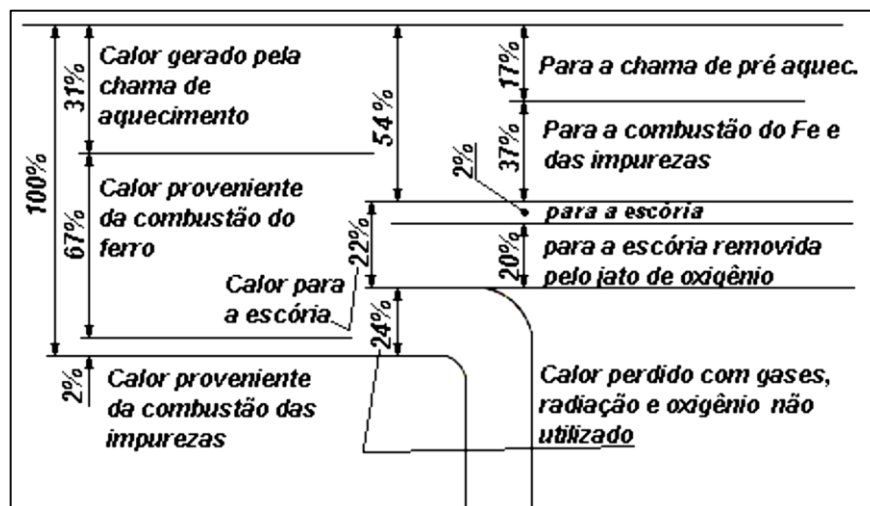 100%
31%
Calor gerado pela
chama de
aquecimento
67%
Calor proveniente
da combustão do
ferro
2%
Calor proveniente
da combustão das
impurezas
54%
22%
Calor para
a escória
24%
17%
Para a chama de pré aquec.
37%
Para a combustão do Fe e
das impurezas
2%
para a escória
20%
para a escória removida
pelo jato de oxigênio
Calor perdido com gases,
radiação e oxigênio não
utilizado